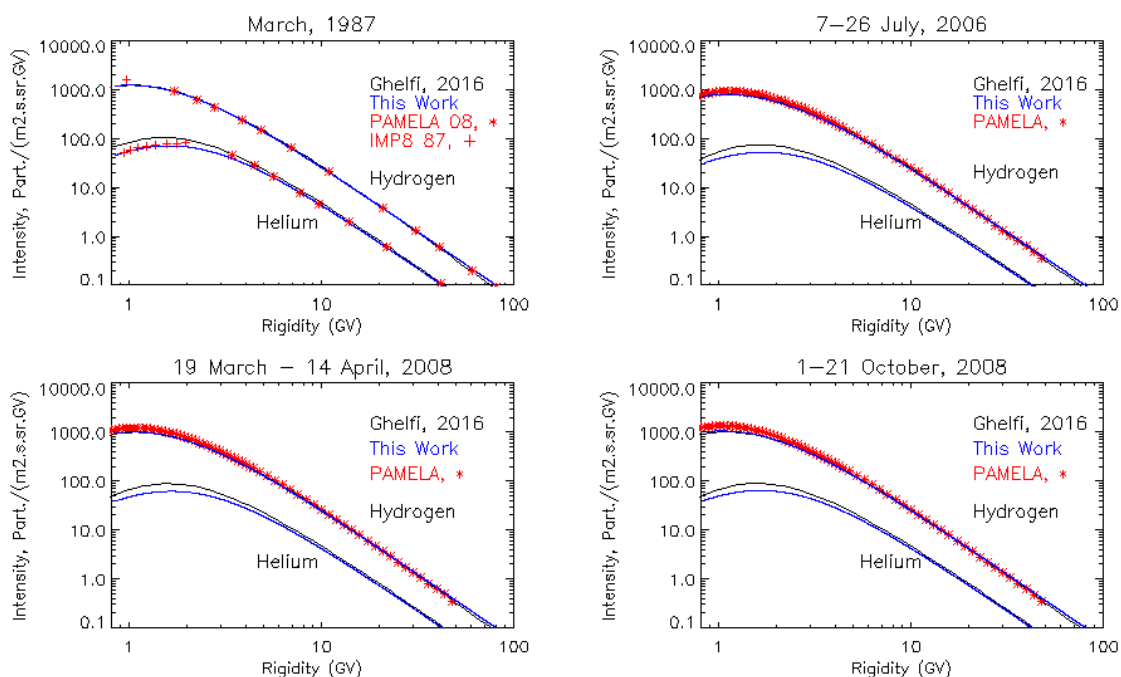 March, 1987
10000.0
1000.0
100.0
10.0
1.0
0.1
Intensity, Part./(m2.s.sr.GV)
Ghelfi, 2016
This Work
PAMELA 08, *
IMP8 87, +
Hydrogen
Helium
1
10
100
Rigidity (GV)
7–26 July, 2006
10000.0
1000.0
100.0
10.0
1.0
0.1
Intensity, Part./(m2.s.sr.GV)
Ghelfi, 2016
This Work
PAMELA, *
Hydrogen
Helium
1
10
100
Rigidity (GV)
19 March – 14 April, 2008
10000.0
1000.0
100.0
10.0
1.0
0.1
Intensity, Part./(m2.s.sr.GV)
Ghelfi, 2016
This Work
PAMELA, *
Hydrogen
Helium
1
10
100
Rigidity (GV)
1–21 October, 2008
10000.0
1000.0
100.0
10.0
1.0
0.1
Intensity, Part./(m2.s.sr.GV)
Ghelfi, 2016
This Work
PAMELA, *
Hydrogen
Helium
1
10
100
Rigidity (GV)